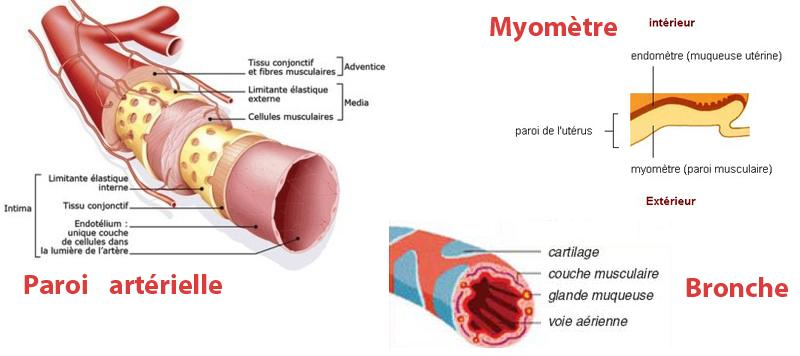 Tissu conjonctif
et fibres musculaires
Adventice
Limitante élastique
externe
Media
Cellules musculaires
Limitante élastique
interne
Intima
Tissu conjonctif
Endotélium :
unique couche
de cellules dans
la lumière de l'artère
Paroi artérielle
Myomètre
intérieur
endomètre (muqueuse utérine)
paroi de l'utérus
myomètre (paroi musculaire)
Extérieur
cartilage
couche musculaire
glande muqueuse
voie aérienne
Bronche